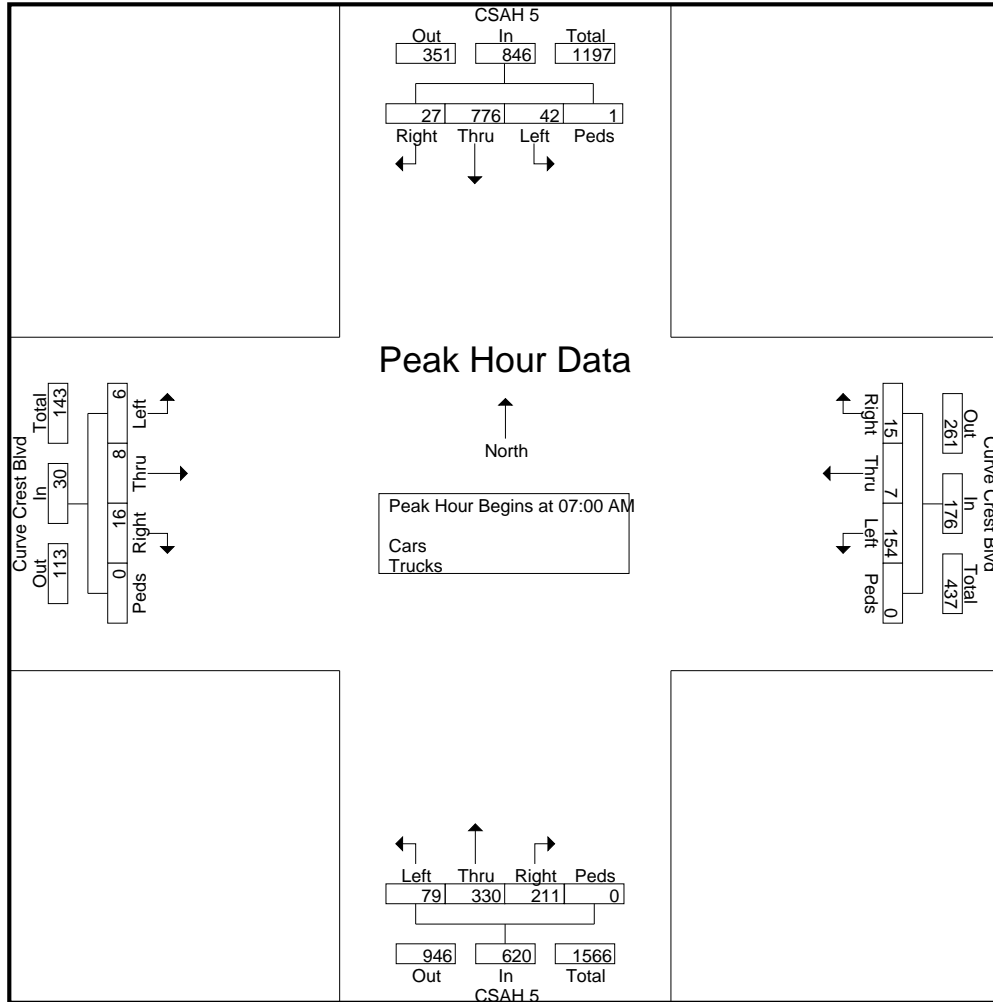 CSAH 5
Out In Total
351 846 1197
27 776 42 1
Right Thru Left Peds
Peak Hour Data
North
Peak Hour Begins at 07:00 AM
Cars
Trucks
Curve Crest Blvd
Out In Total
113 30 143
Left Thru Right Peds
6 8 16 0
Curve Crest Blvd
Out In Total
261 176 437
Right Thru Left Peds
15 7 154 0
Left Thru Right Peds
79 330 211 0
946 620 1566
Out In Total
CSAH 5